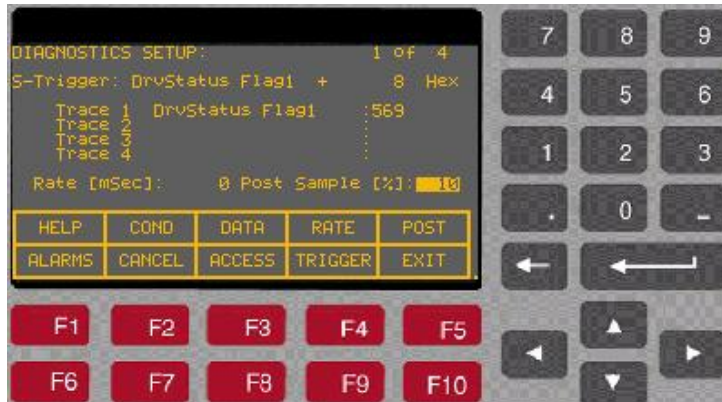 DIAGNOSTICS SETUP: 1 of 4
S-Trigger: DrvStatus Flag1 + 8 Hex
Trace 1 DrvStatus Flag1 :569
Trace 2 :
Trace 3 :
Trace 4 :
Rate [mSec]: 0 Post Sample [%]: 10
HELP COND DATA RATE POST
ALARMS CANCEL ACCESS TRIGGER EXIT
F1 F2 F3 F4 F5
F6 F7 F8 F9 F10
7 8 9
4 5 6
1 2 3
. 0 -